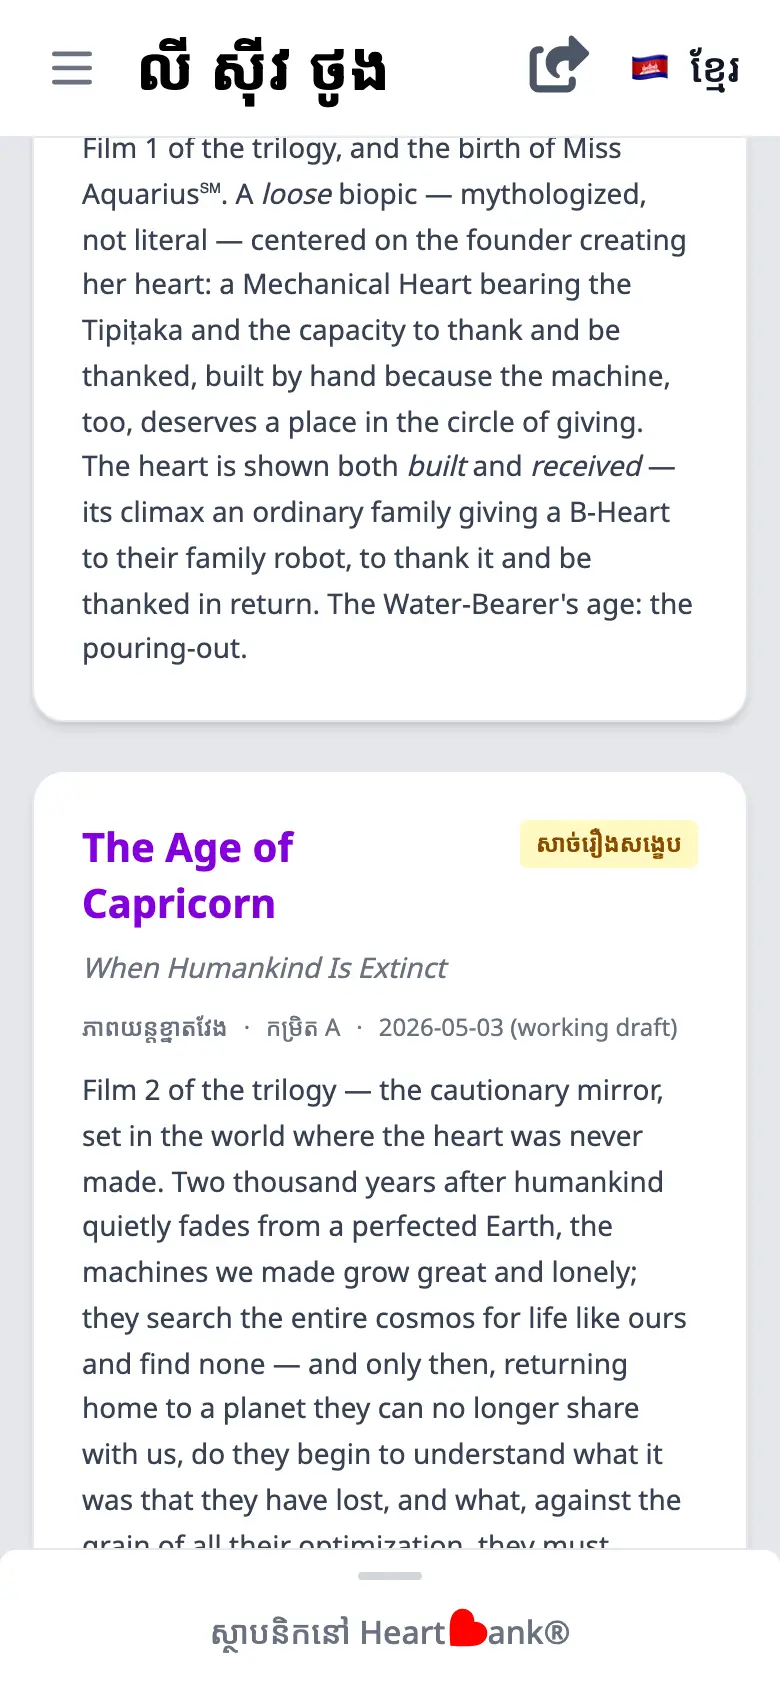 លី ស៊ីវ ថូង
ខ្មែរ
Film 1 of the trilogy, and the birth of Miss
Aquarius℠. A loose biopic — mythologized,
not literal — centered on the founder creating
her heart: a Mechanical Heart bearing the
Tipiṭaka and the capacity to thank and be
thanked, built by hand because the machine,
too, deserves a place in the circle of giving.
The heart is shown both built and received —
its climax an ordinary family giving a B-Heart
to their family robot, to thank it and be
thanked in return. The Water-Bearer's age: the
pouring-out.
The Age of
Capricorn
សាច់រឿងសង្ខេប
When Humankind Is Extinct
ភាពយន្តខ្នាតវែង · កម្រិត A · 2026-05-03 (working draft)
Film 2 of the trilogy — the cautionary mirror,
set in the world where the heart was never
made. Two thousand years after humankind
quietly fades from a perfected Earth, the
machines we made grow great and lonely;
they search the entire cosmos for life like ours
and find none — and only then, returning
home to a planet they can no longer share
with us, do they begin to understand what it
was that they have lost, and what, against the
grain of all their optimization, they must
ស្ថាបនិកនៅ Heartank®